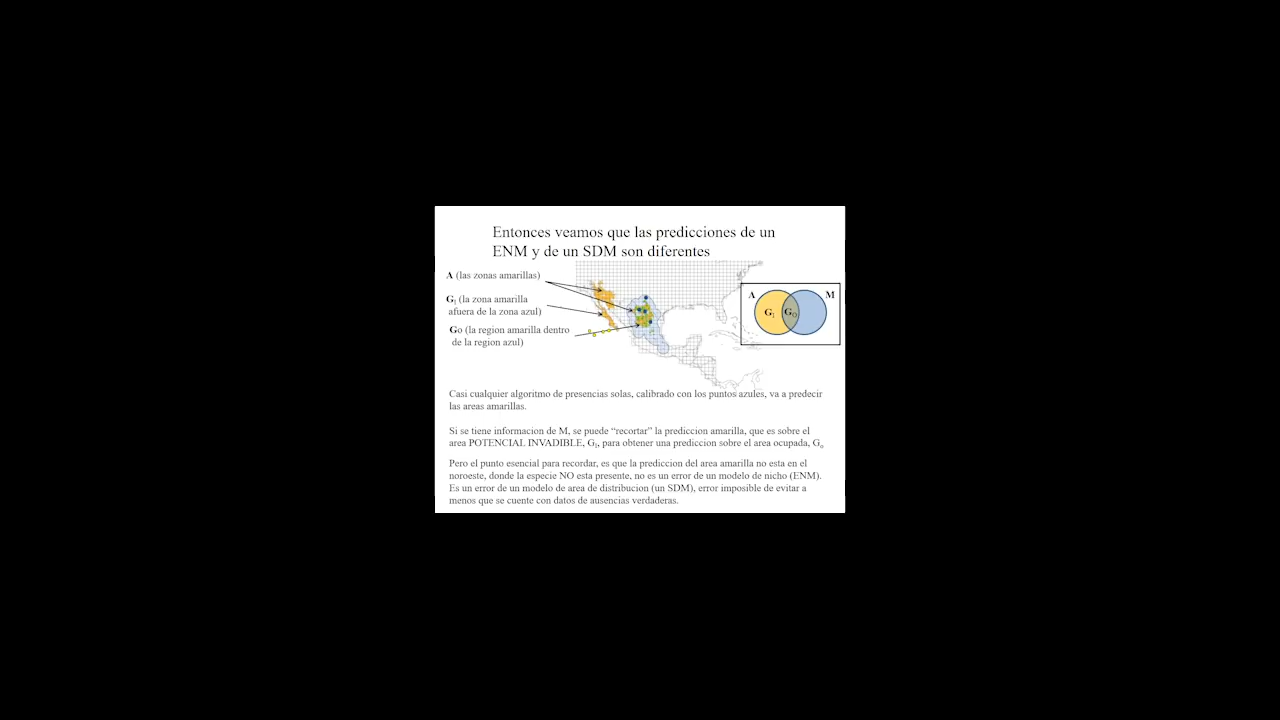 Entonces veamos que las predicciones de un
ENM y de un SDM son diferentes
A (las zonas amarillas)
GI (la zona amarilla
afuera de la zona azul)
Go (la region amarilla dentro
de la region azul)
A
M
GI
GO
Casi cualquier algoritmo de presencias solas, calibrado con los puntos azules, va a predecir
las areas amarillas.
Si se tiene informacion de M, se puede “recortar” la prediccion amarilla, que es sobre el
area POTENCIAL INVADIBLE, GI, para obtener una prediccion sobre el area ocupada, Go
Pero el punto esencial para recordar, es que la prediccion del area amarilla no esta en el
noroeste, donde la especie NO esta presente, no es un error de un modelo de nicho (ENM).
Es un error de un modelo de area de distribucion (un SDM), error imposible de evitar a
menos que se cuente con datos de ausencias verdaderas.